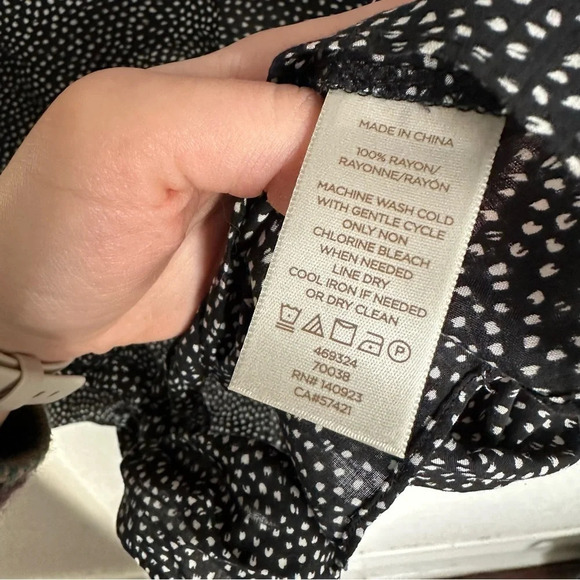 MADE IN CHINA
100% RAYON/
RAYONNE/RAYÓN
MACHINE WASH COLD
WITH GENTLE CYCLE
ONLY NON
CHLORINE BLEACH
WHEN NEEDED
LINE DRY
COOL IRON IF NEEDED
OR DRY CLEAN
P
469324
70038
RN# 140923
CA#57421